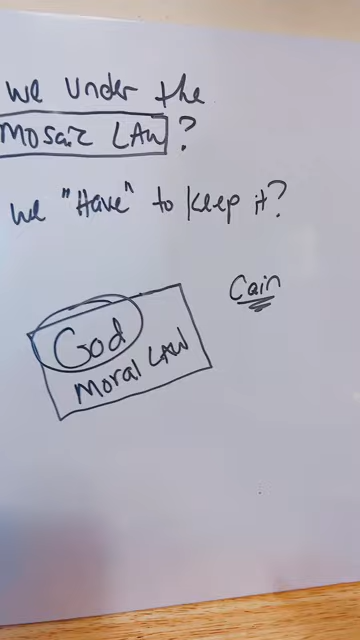 we under the
Mosaic LAW?
we "Have" to keep it?
Cain
God
Moral LAW